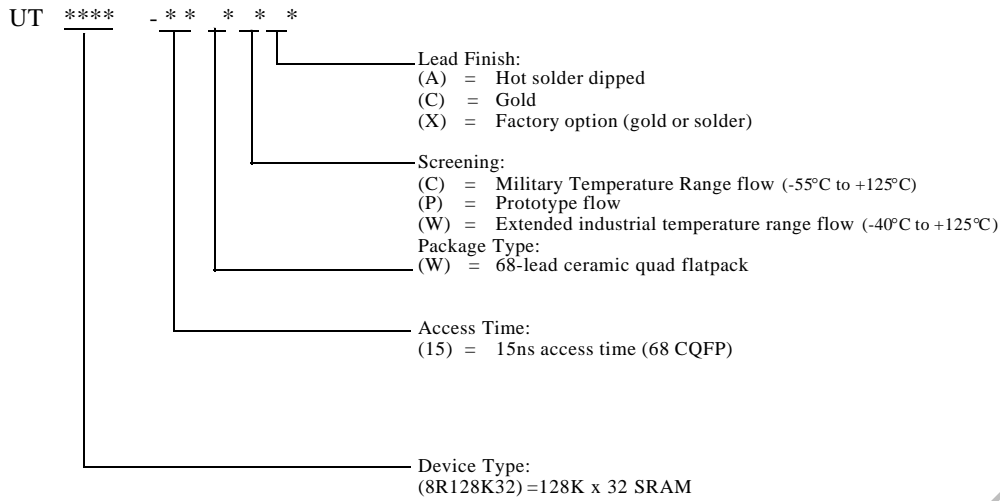 UT **** - * * * * *
Lead Finish:
(A) = Hot solder dipped
(C) = Gold
(X) = Factory option (gold or solder)
Screening:
(C) = Military Temperature Range flow (-55°C to +125°C)
(P) = Prototype flow
(W) = Extended industrial temperature range flow (-40°C to +125°C)
Package Type:
(W) = 68-lead ceramic quad flatpack
Access Time:
(15) = 15ns access time (68 CQFP)
Device Type:
(8R128K32) =128K x 32 SRAM